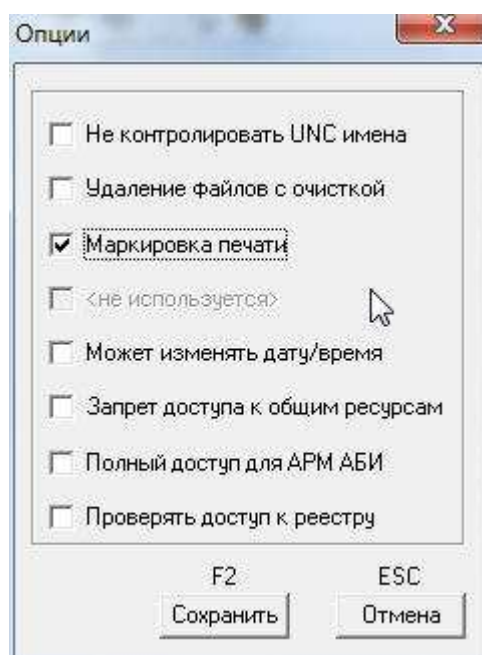 Опции
Не контролировать UNC имена
Удаление файлов с очисткой
Маркировка печати
<не используется>
Может изменять дату/время
Запрет доступа к общим ресурсам
Полный доступ для АРМ АБИ
Проверять доступ к реестру
F2 ESC
Сохранить Отмена